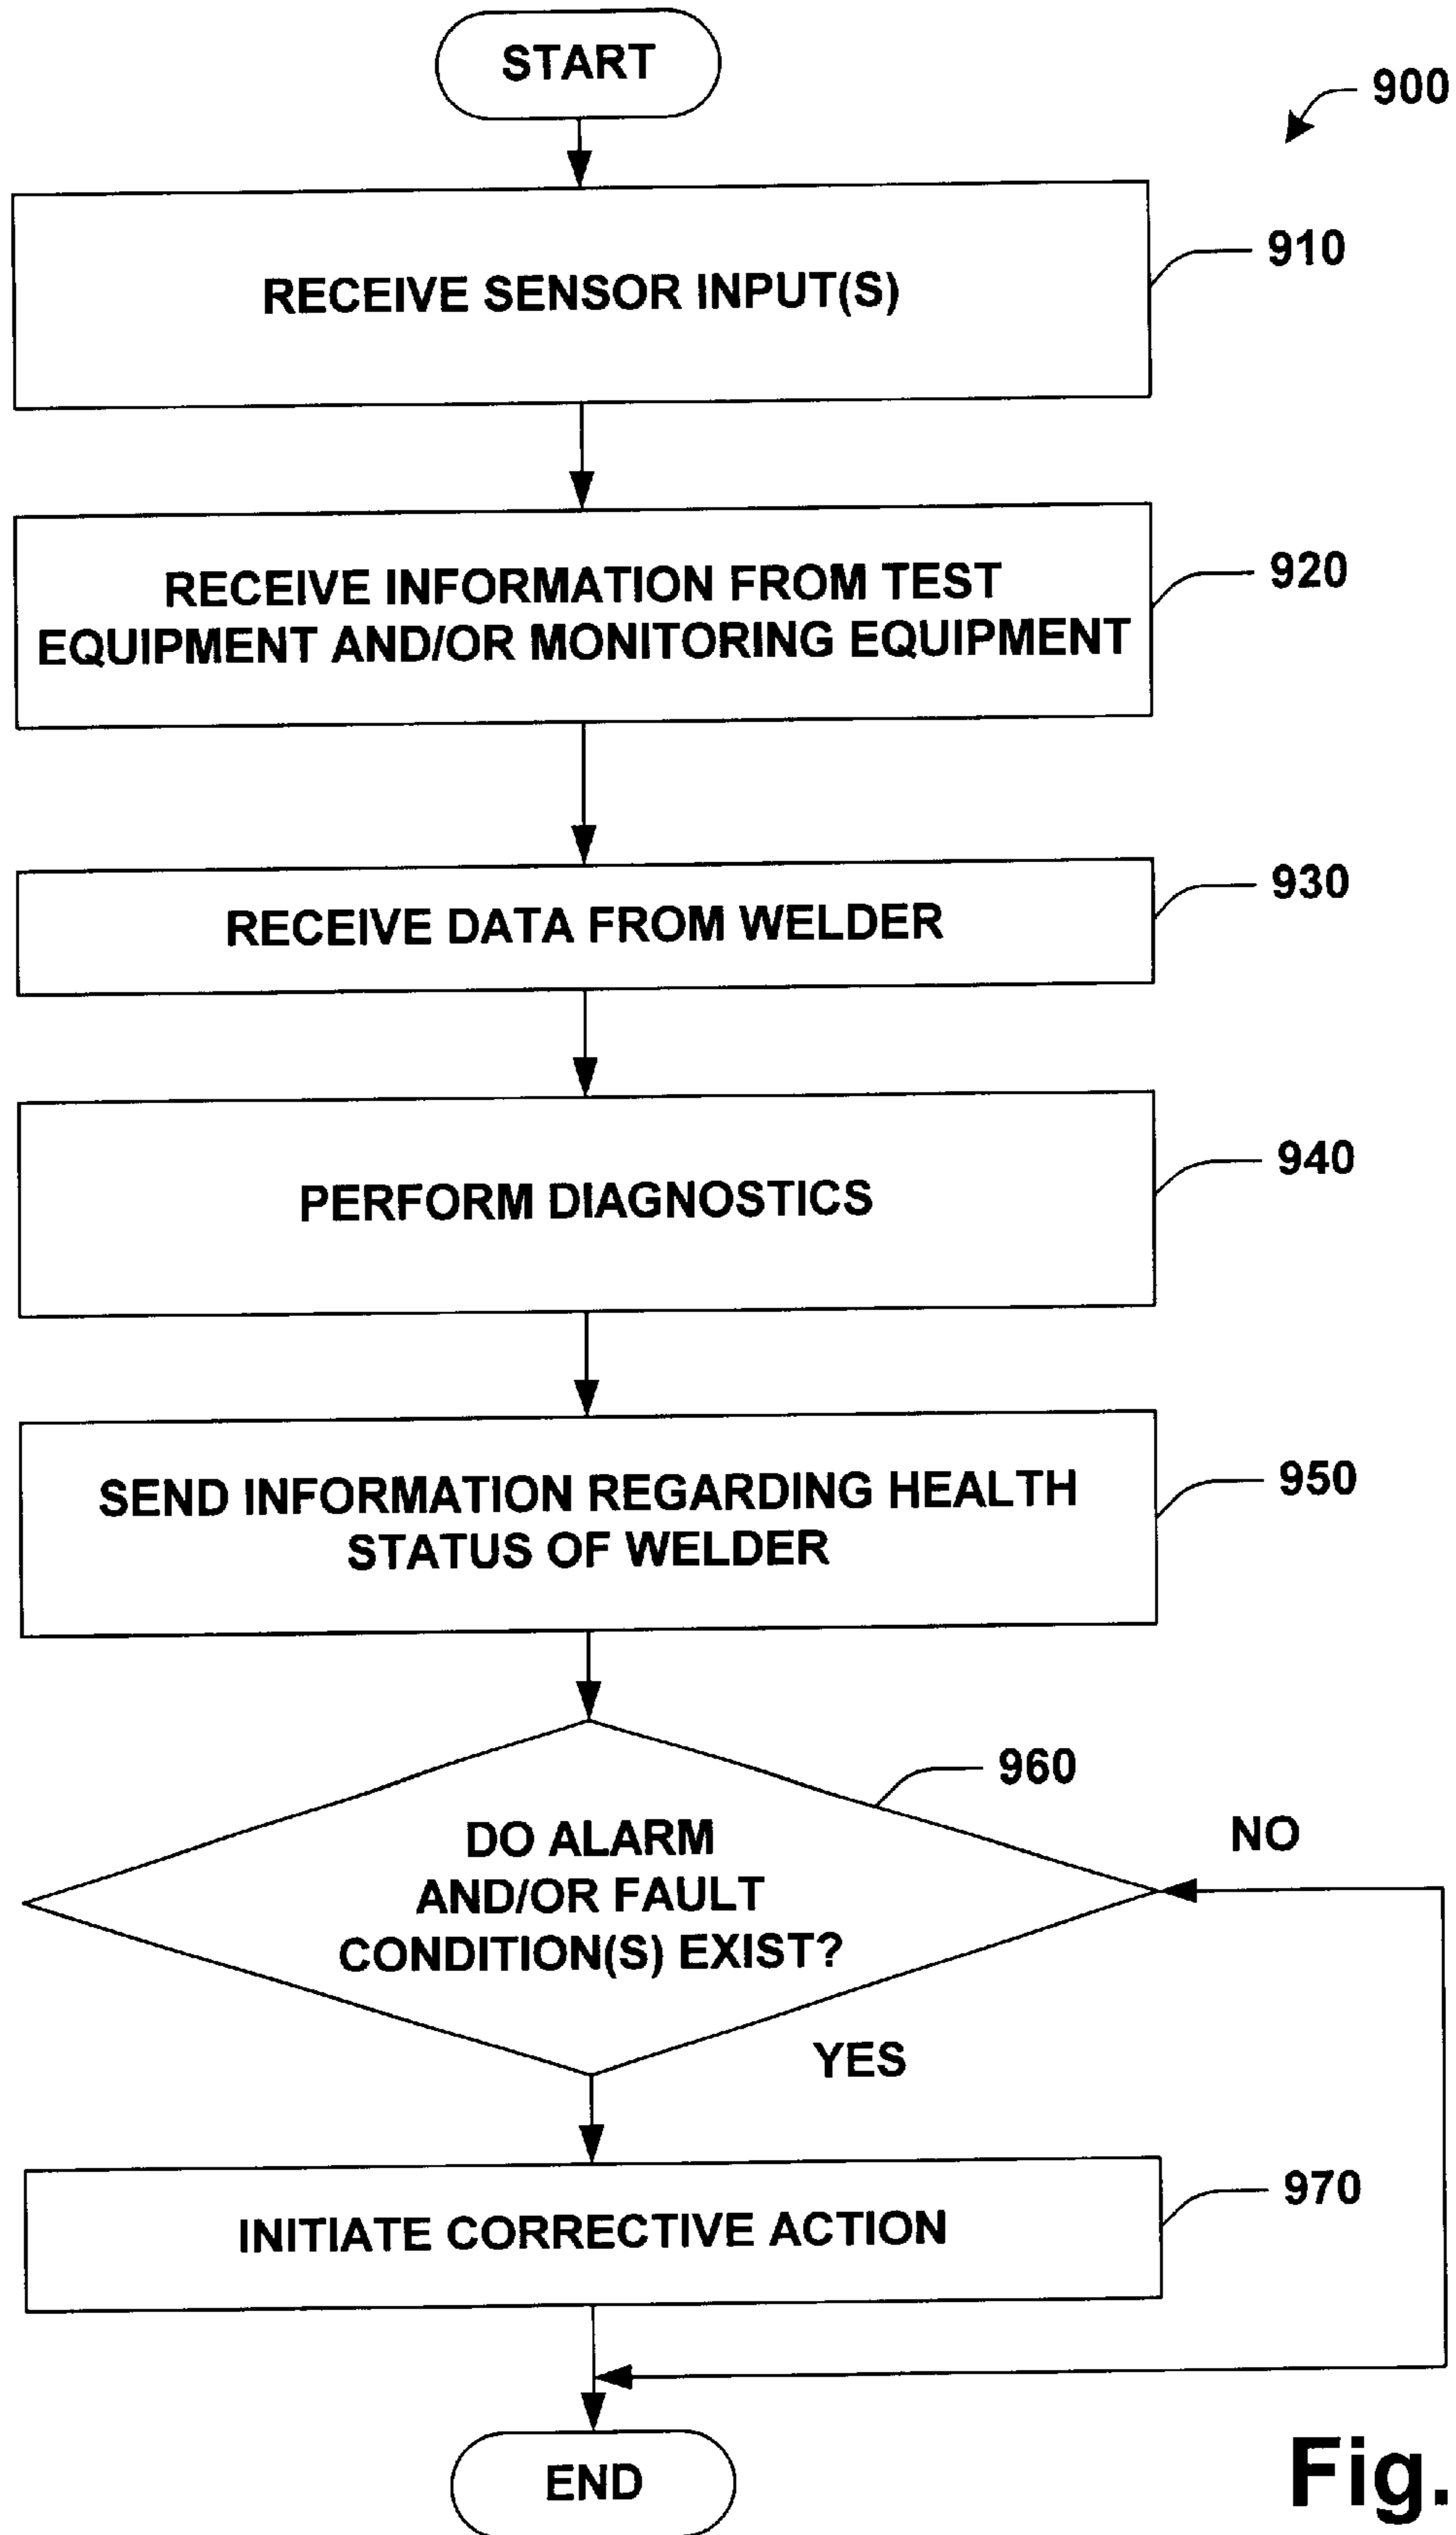 START
900
RECEIVE SENSOR INPUT(S)
910
RECEIVE INFORMATION FROM TEST
EQUIPMENT AND/OR MONITORING EQUIPMENT
920
RECEIVE DATA FROM WELDER
930
PERFORM DIAGNOSTICS
940
SEND INFORMATION REGARDING HEALTH
STATUS OF WELDER
950
960
DO ALARM
AND/OR FAULT
CONDITION(S) EXIST?
NO
YES
INITIATE CORRECTIVE ACTION
970
END
Fig.